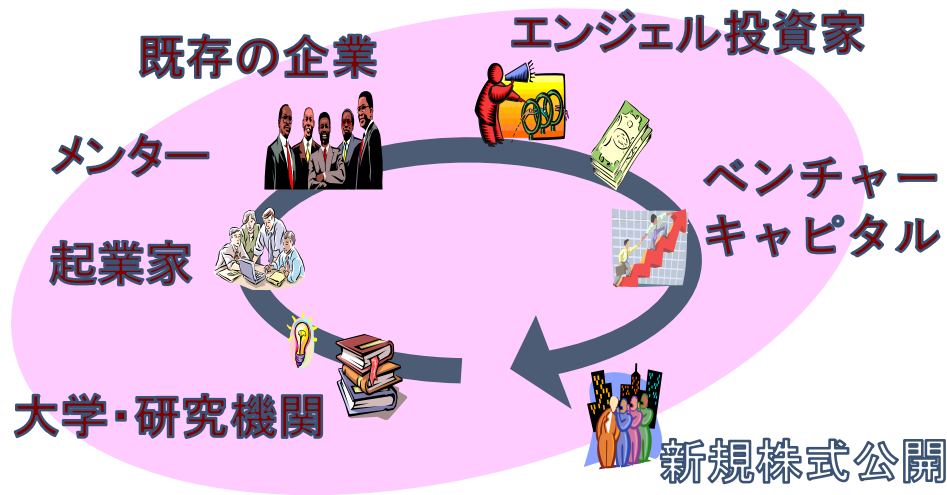 エンジェル投資家
既存の企業
メンター
ベンチャー
キャピタル
起業家
大学・研究機関
新規株式公開